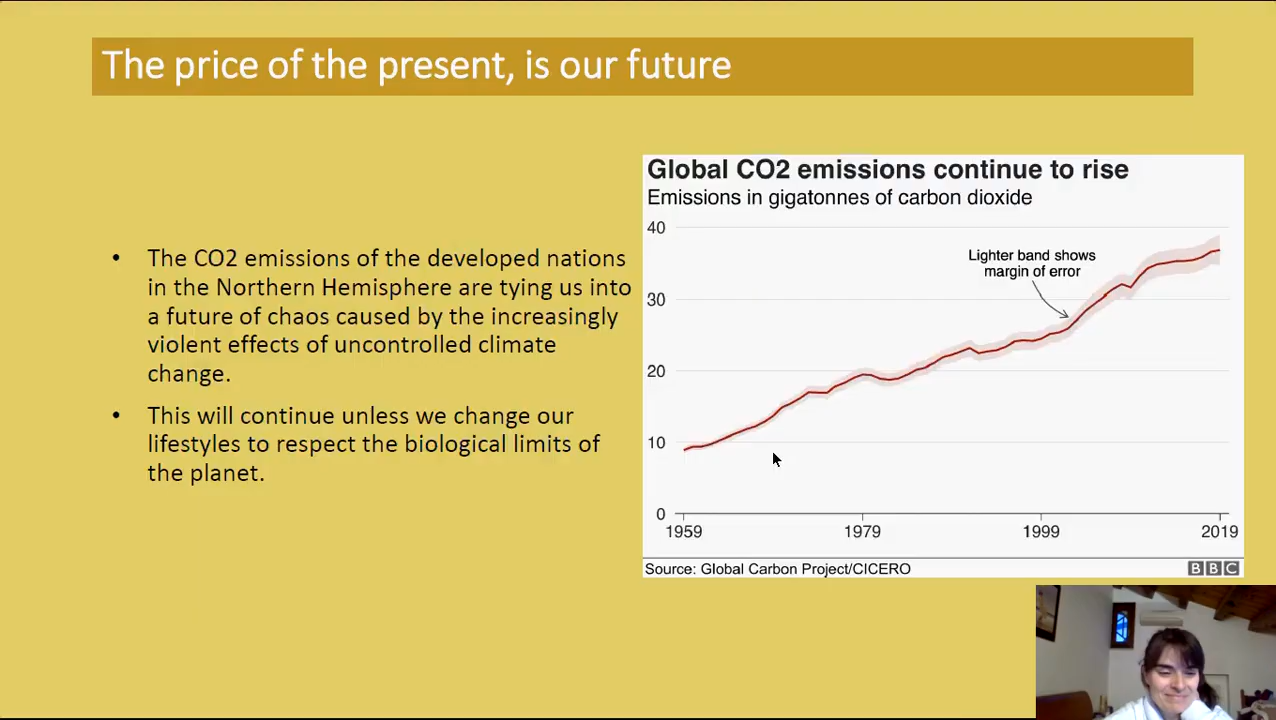 The price of the present, is our future
• The CO2 emissions of the developed nations
in the Northern Hemisphere are tying us into
a future of chaos caused by the increasingly
violent effects of uncontrolled climate
change.
• This will continue unless we change our
lifestyles to respect the biological limits of
the planet.
Global CO2 emissions continue to rise
Emissions in gigatonnes of carbon dioxide
40
Lighter band shows
margin of error
30
20
10
0
1959 1979 1999 2019
Source: Global Carbon Project/CICERO BBC